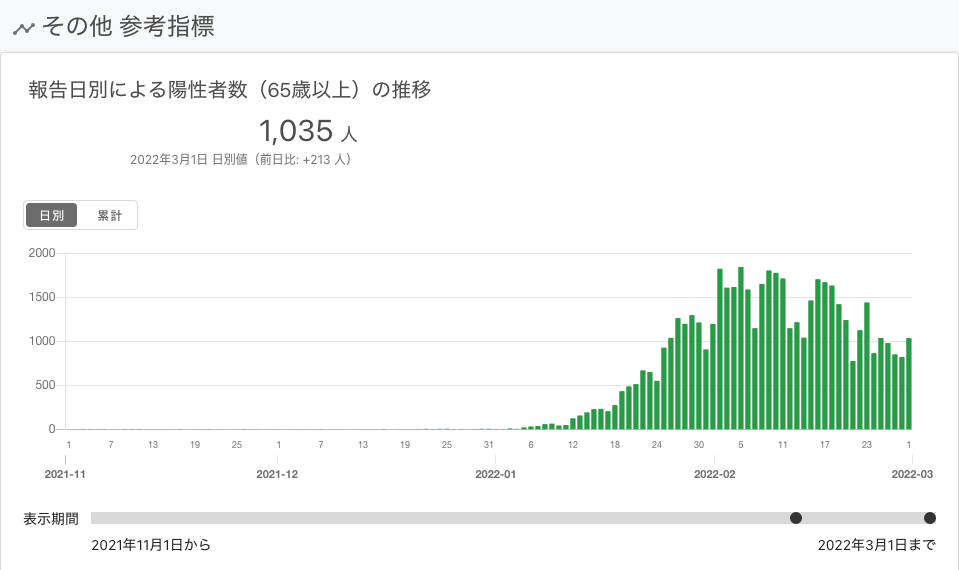 その他 参考指標
報告日別による陽性者数（65歳以上）の推移
1,035 人
2022年3月1日 日別値（前日比: +213 人）
日別 累計
2000
1500
1000
500
0
1 7 13 19 25 1 7 13 19 25 31 6 12 18 24 30 5 11 17 23 1
2021-11 2021-12 2022-01 2022-02 2022-03
表示期間
2021年11月1日から 2022年3月1日まで